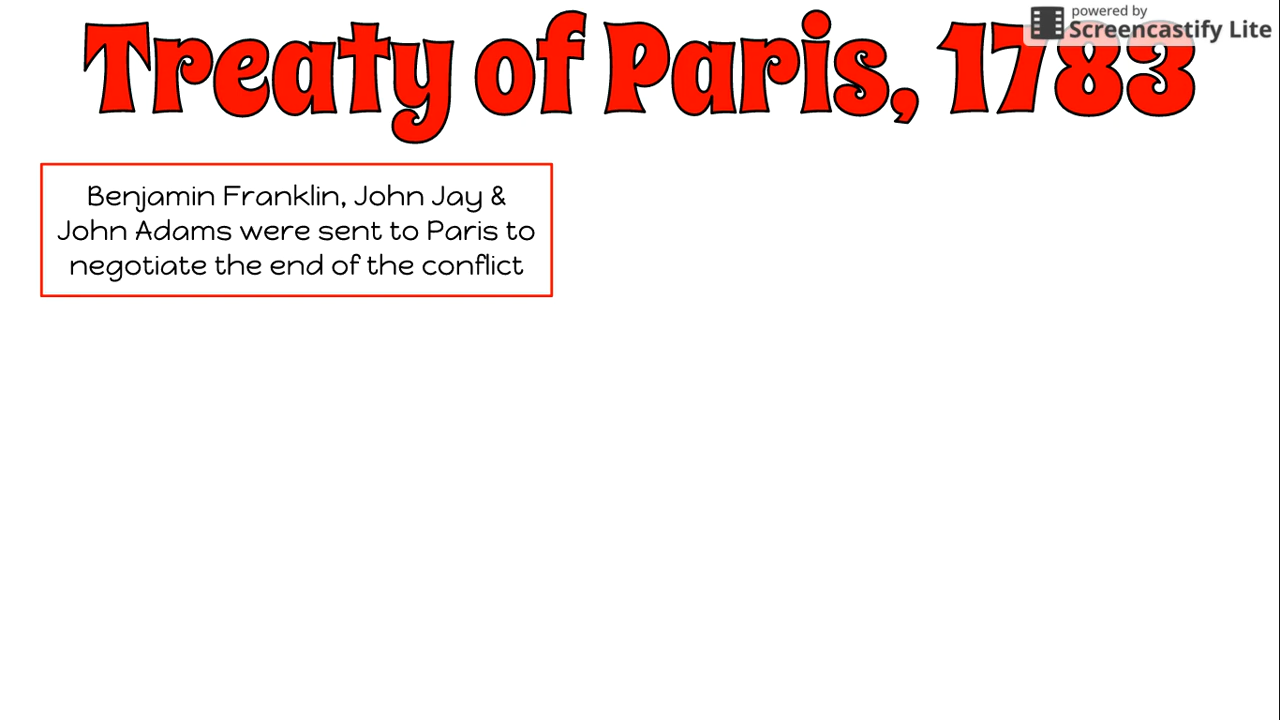 powered by
Screencastify Lite
Treaty of Paris, 1783
Benjamin Franklin, John Jay &
John Adams were sent to Paris to
negotiate the end of the conflict